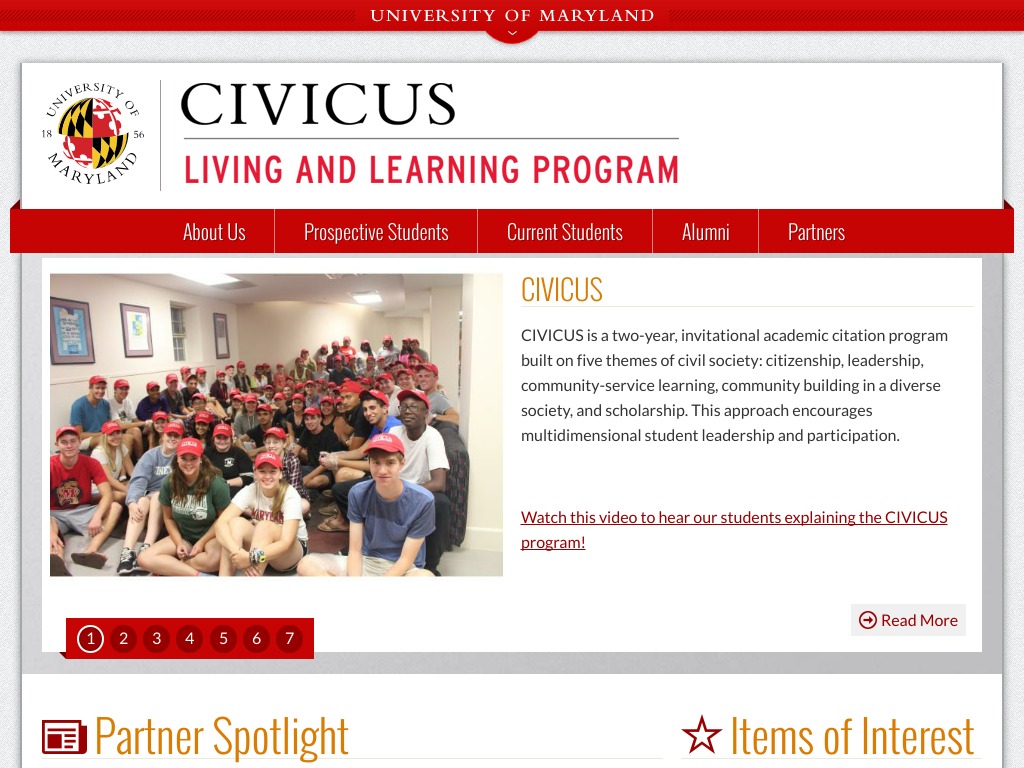 UNIVERSITY OF MARYLAND
UNIVERSITY OF
18 56
MARYLAND
CIVICUS
LIVING AND LEARNING PROGRAM
About Us
Prospective Students
Current Students
Alumni
Partners
CIVICUS
CIVICUS is a two-year, invitational academic citation program
built on five themes of civil society: citizenship, leadership,
community-service learning, community building in a diverse
society, and scholarship. This approach encourages
multidimensional student leadership and participation.
Watch this video to hear our students explaining the CIVICUS
program!
Read More
1 2 3 4 5 6 7
Partner Spotlight
Items of Interest